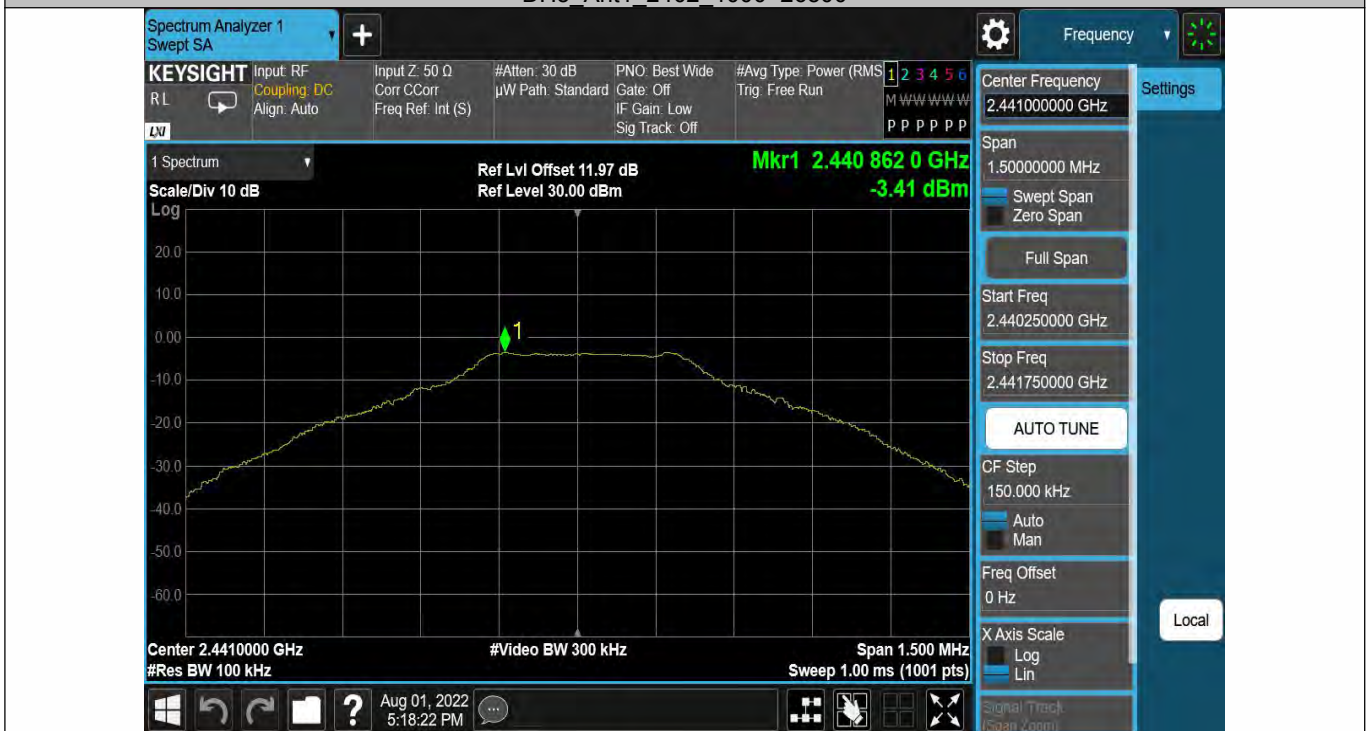 Spectrum Analyzer 1
Swept SA
+
Frequency
KEYSIGHT
RL
LXI
Input: RF
Coupling: DC
Align: Auto
Input Z: 50 Ω
Corr CCorr
Freq Ref: Int (S)
#Atten: 30 dB
µW Path: Standard
PNO: Best Wide
Gate: Off
IF Gain: Low
Sig Track: Off
#Avg Type: Power (RMS
Trig: Free Run
1 2 3 4 5 6
M W W W W W
P P P P P P
1 Spectrum
Scale/Div 10 dB
Log
Ref Lvl Offset 11.97 dB
Ref Level 30.00 dBm
Mkr1 2.440 862 0 GHz
-3.41 dBm
20.0
10.0
0.00
-10.0
-20.0
-30.0
-40.0
-50.0
-60.0
1
Center 2.4410000 GHz
#Res BW 100 kHz
#Video BW 300 kHz
Span 1.500 MHz
Sweep 1.00 ms (1001 pts)
Center Frequency
2.441000000 GHz
Settings
Span
1.50000000 MHz
Swept Span
Zero Span
Full Span
Start Freq
2.440250000 GHz
Stop Freq
2.441750000 GHz
AUTO TUNE
CF Step
150.000 kHz
Auto
Man
Freq Offset
0 Hz
X Axis Scale
Log
Lin
Signal Track
(Span Zoom)
Local
?
Aug 01, 2022
5:18:22 PM